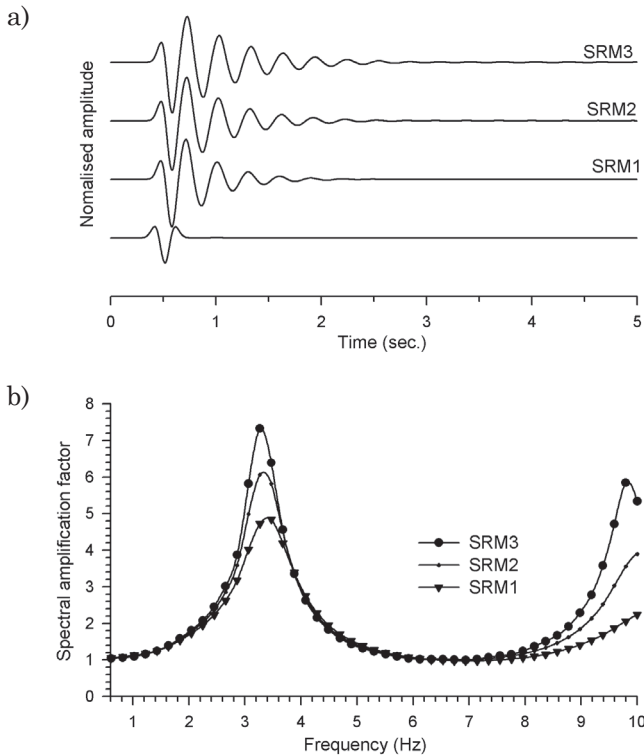 a)
SRM3
SRM2
SRM1
Nomalised amplitude
0 1 2 3 4 5
Time (sec.)
b)
8
7
6
5
4
3
2
1
0
Spectral amplification factor
SRM3
SRM2
SRM1
1 2 3 4 5 6 7 8 9 10
Frequency (Hz)